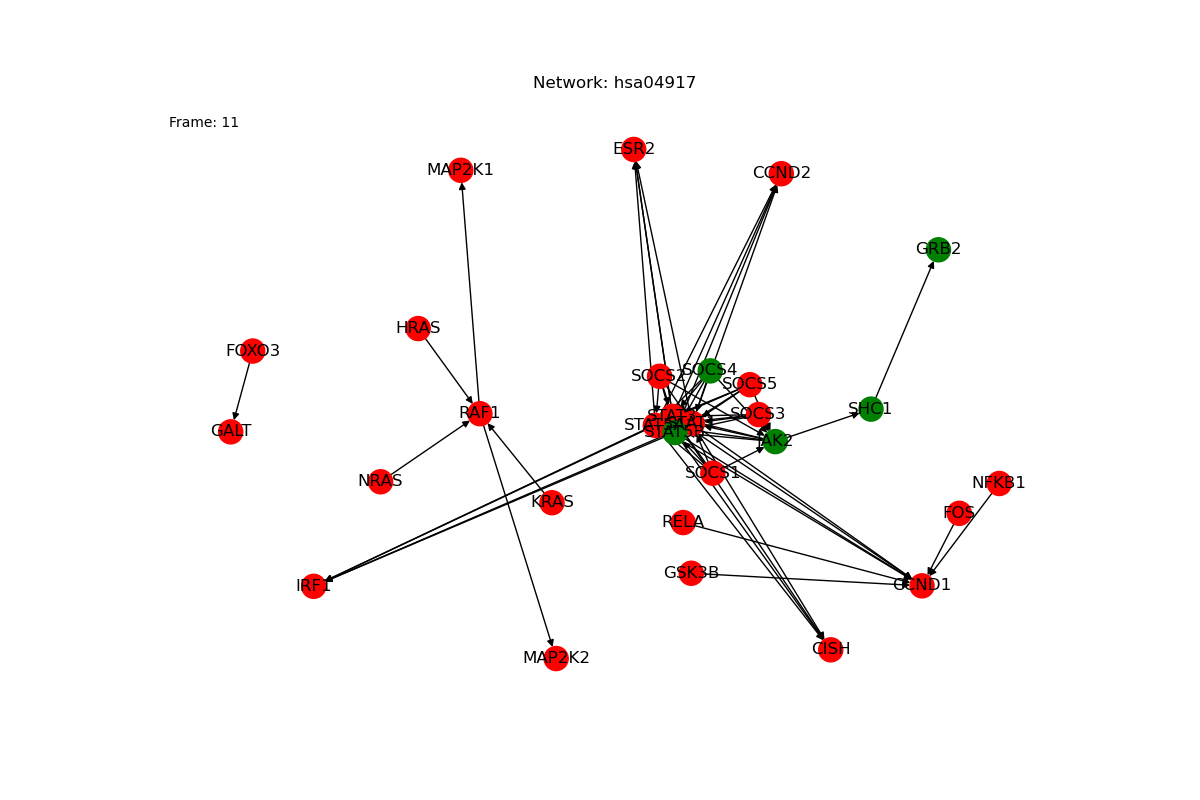 Network: hsa04917
Frame: 11
ESR2
MAP2K1
CCND2
GRB2
HRAS
FOXO3
SOCS4
SOCS2
SOCS5
SHC1
RAF1
SOCS3
GALT
STAT5B
JAK2
SOCS1
NRAS
NFKB1
KRAS
FOS
RELA
GSK3B
CCND1
IRF1
CISH
MAP2K2